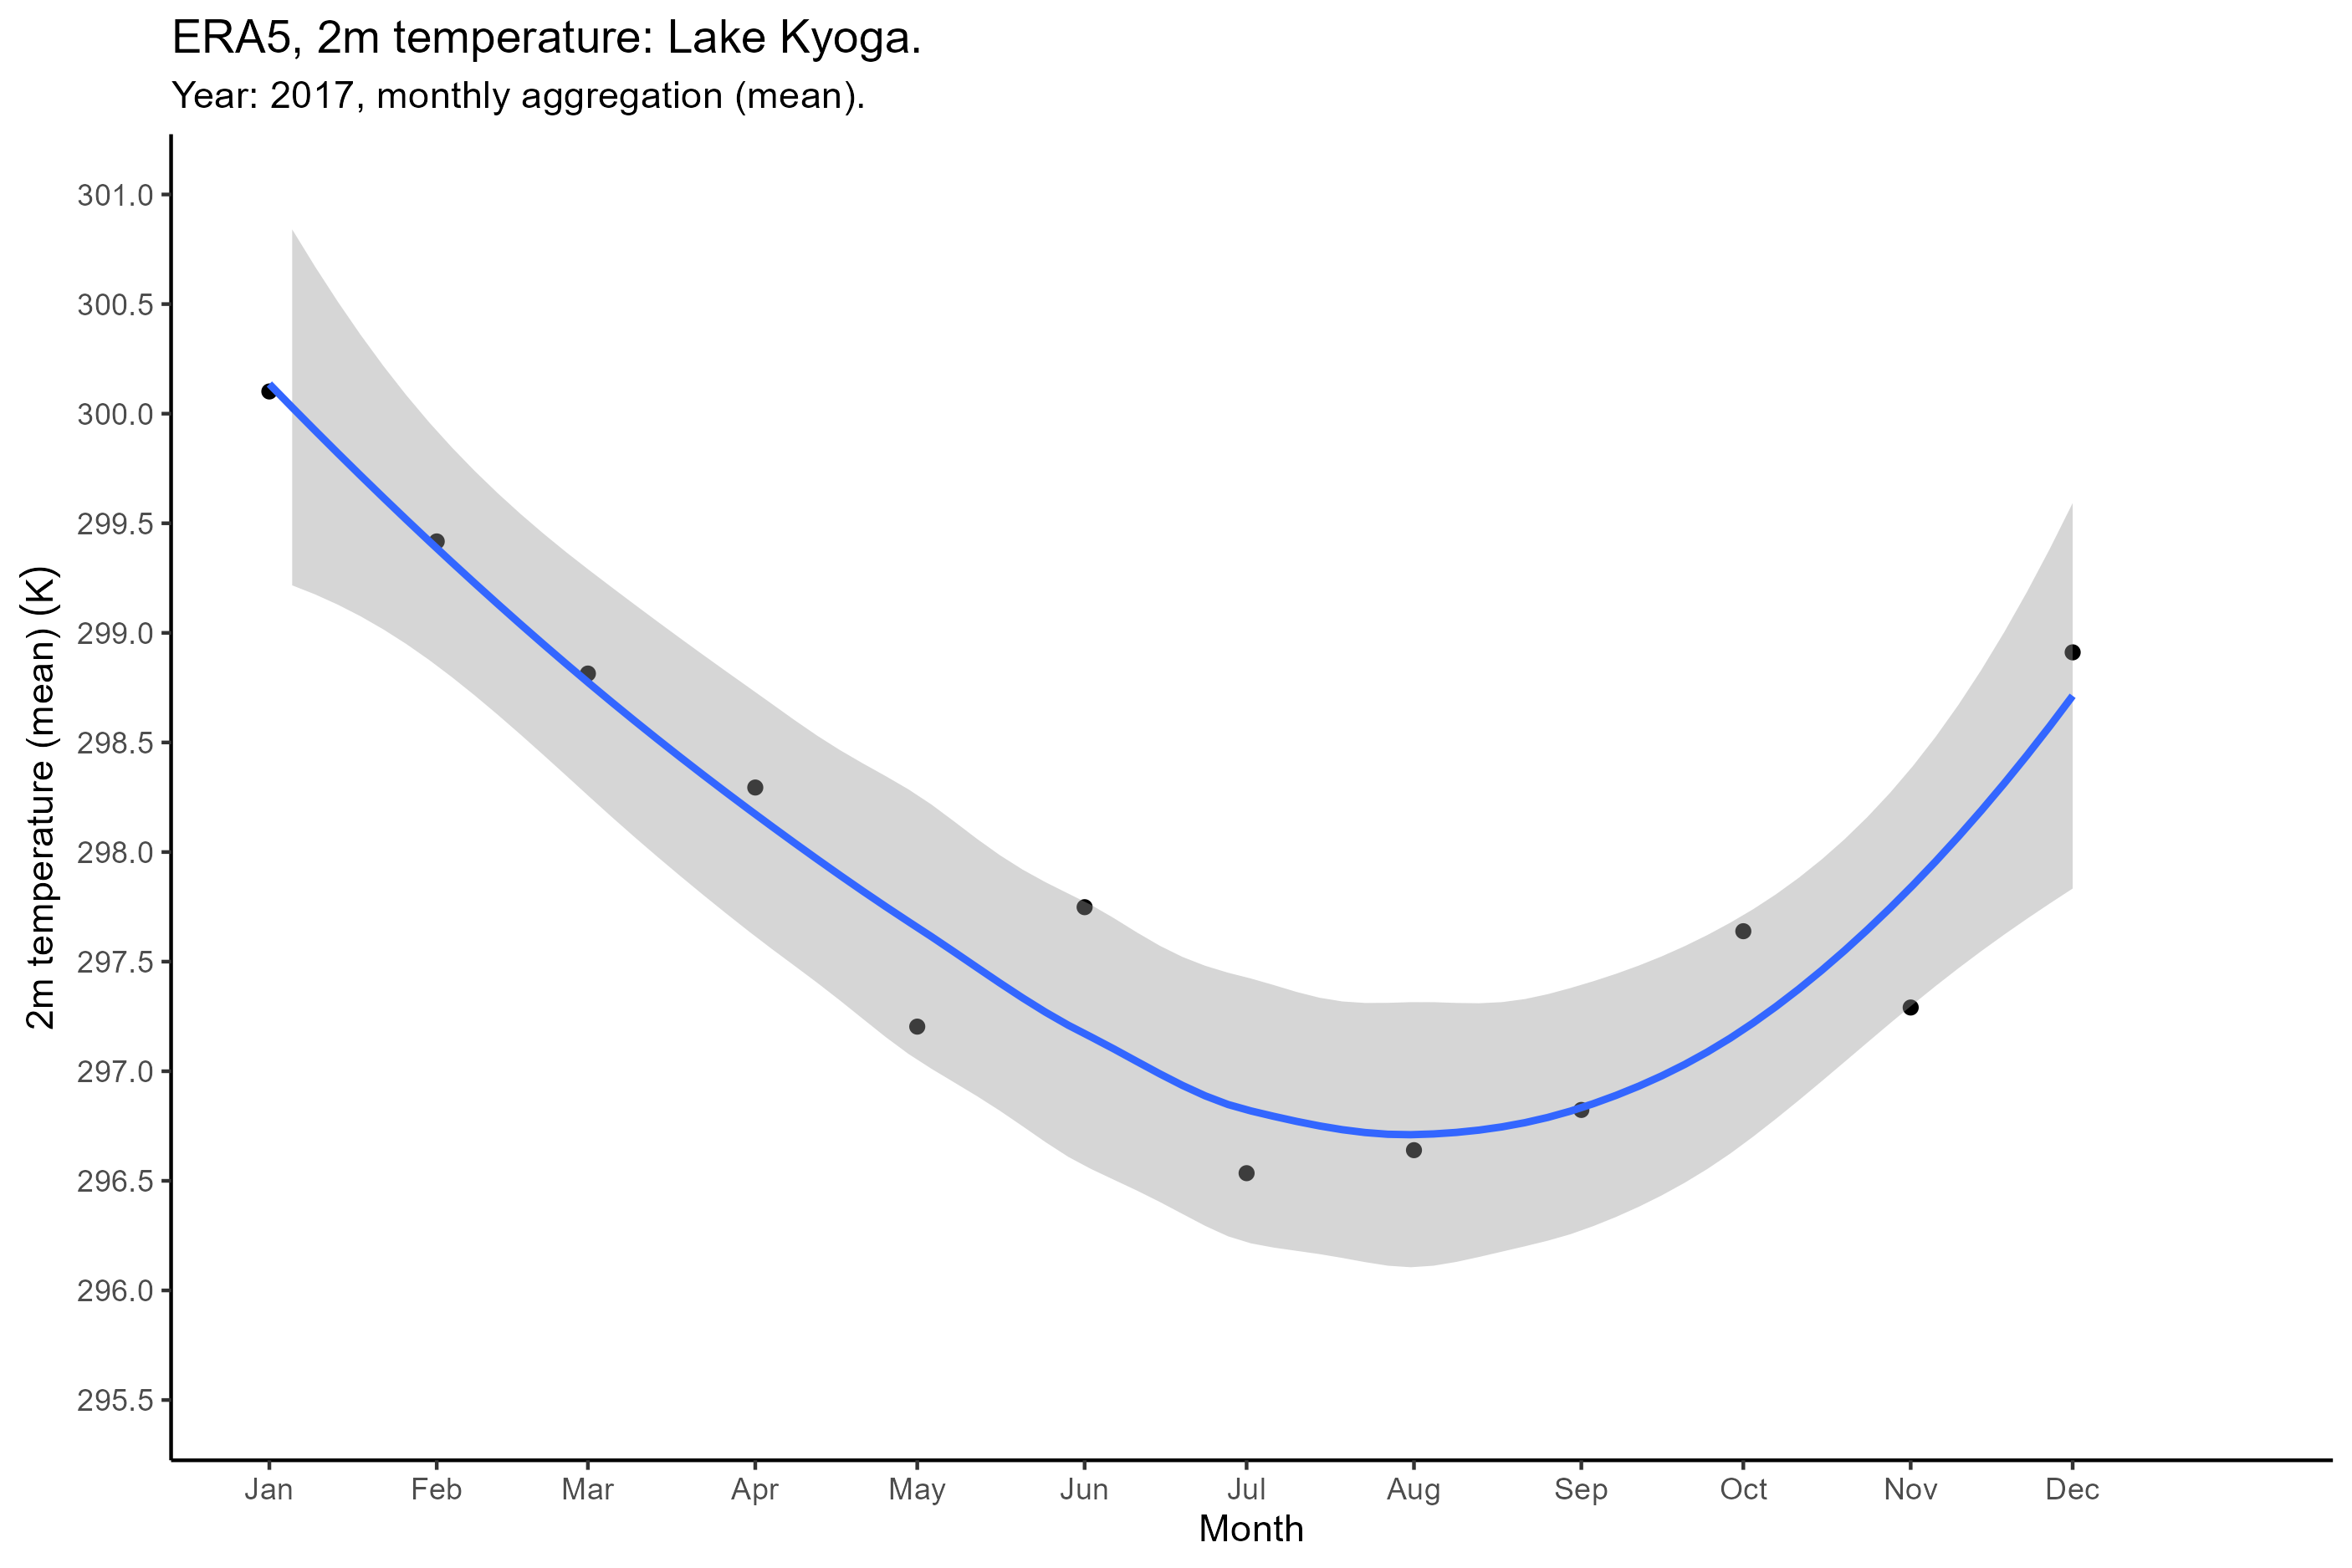 ERA5, 2m temperature: Lake Kyoga.
Year: 2017, monthly aggregation (mean).
2m temperature (mean) (K)
301.0
300.5
300.0
299.5
299.0
298.5
298.0
297.5
297.0
296.5
296.0
295.5
Jan Feb Mar Apr May Jun Jul Aug Sep Oct Nov Dec
Month